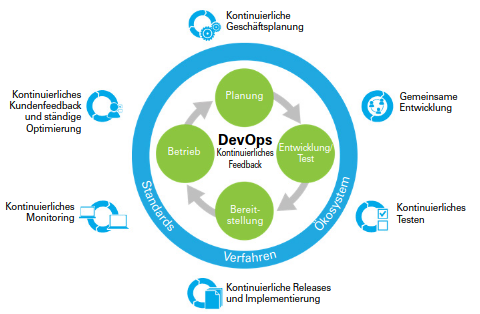 Kontinuierliche
Geschäftsplanung
Kontinuierliches
Kundenfeedback
und ständige
Optimierung
Gemeinsame
Entwicklung
Planung
DevOps
Kontinuierliches
Feedback
Betrieb
Entwicklung/
Test
Bereit-
stellung
Standards
Verfahren
Ökosystem
Kontinuierliches
Monitoring
Kontinuierliches
Testen
Kontinuierliche Releases
und Implementierung